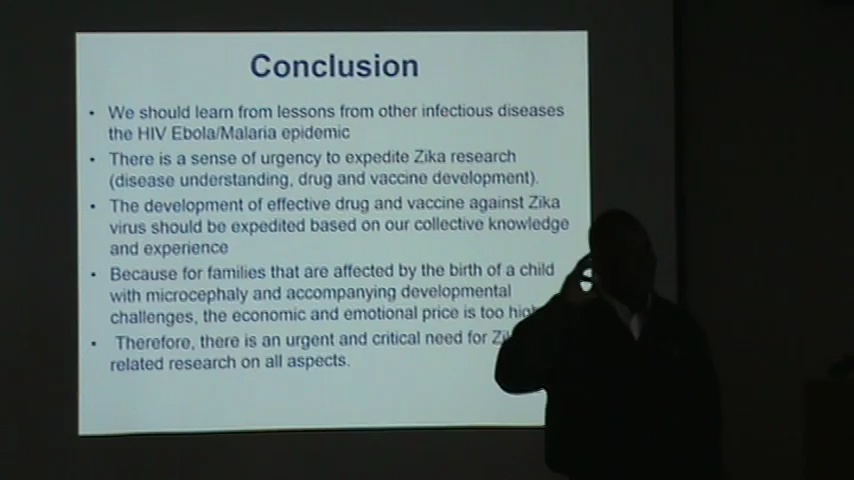 Conclusion
• We should learn from lessons from other infectious diseases
the HIV Ebola/Malaria epidemic
• There is a sense of urgency to expedite Zika research
(disease understanding, drug and vaccine development).
• The development of effective drug and vaccine against Zika
virus should be expedited based on our collective knowledge
and experience
• Because for families that are affected by the birth of a child
with microcephaly and accompanying developmental
challenges, the economic and emotional price is too
• Therefore, there is an urgent and critical need for
related research on all aspects.